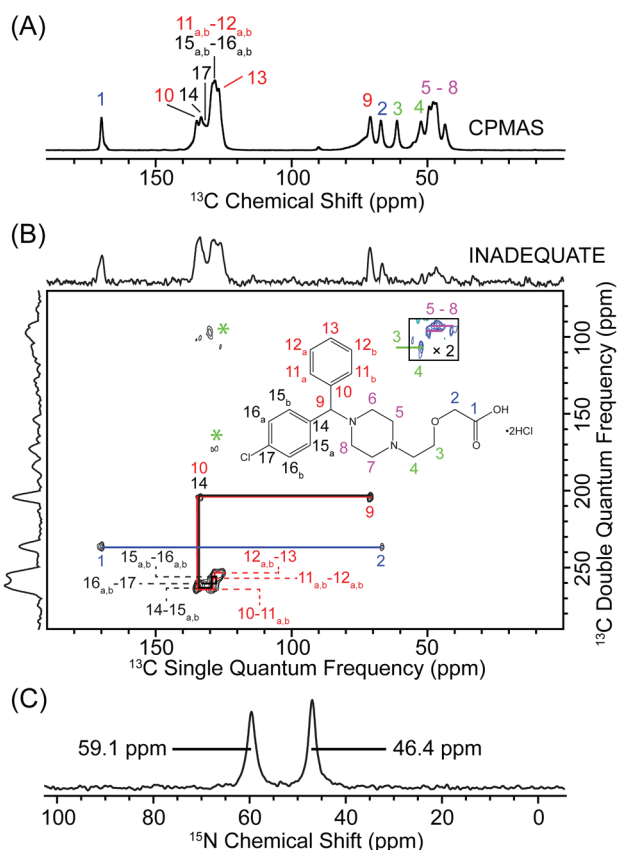 (A)
11a,b-12a,b
15a,b-16a,b
1
10
14
17
13
9
2
3
4
5 - 8
CPMAS
150
100
50
13C Chemical Shift (ppm)
(B)
INADEQUATE
5 - 8
3
4
× 2
*
100
13
12a
12b
11a
11b
10
9
15b
16a
14
15a
Cl
17
16b
N
6
5
8
7
N
4
3
O
2
1
OH
O
•2HCl
*
150
10
14
9
200
1
2
15a,b-16a,b
12a,b-13
16a,b-17
11a,b-12a,b
14-15a,b
10-11a,b
250
13C Double Quantum Frequency (ppm)
150
100
50
13C Single Quantum Frequency (ppm)
(C)
59.1 ppm
46.4 ppm
100
80
60
40
20
0
15N Chemical Shift (ppm)